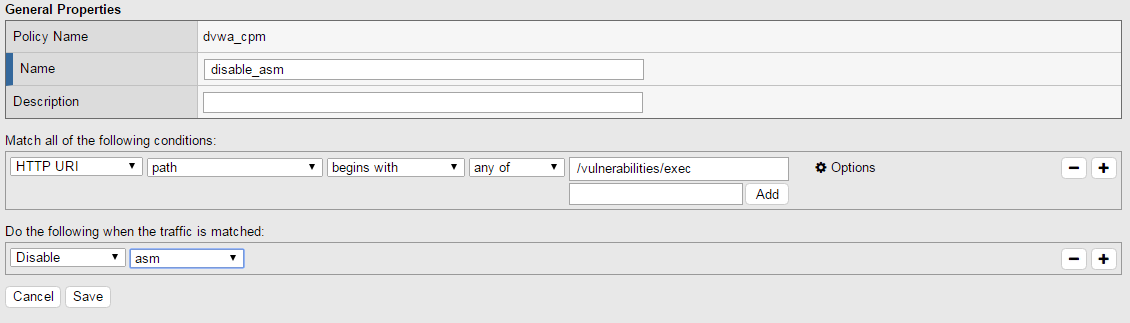 General Properties
Policy Name dvwa_cpm
Name disable_asm
Description
Match all of the following conditions:
HTTP URI path begins with any of /vulnerabilities/exec Options
Add
Do the following when the traffic is matched:
Disable asm
Cancel Save